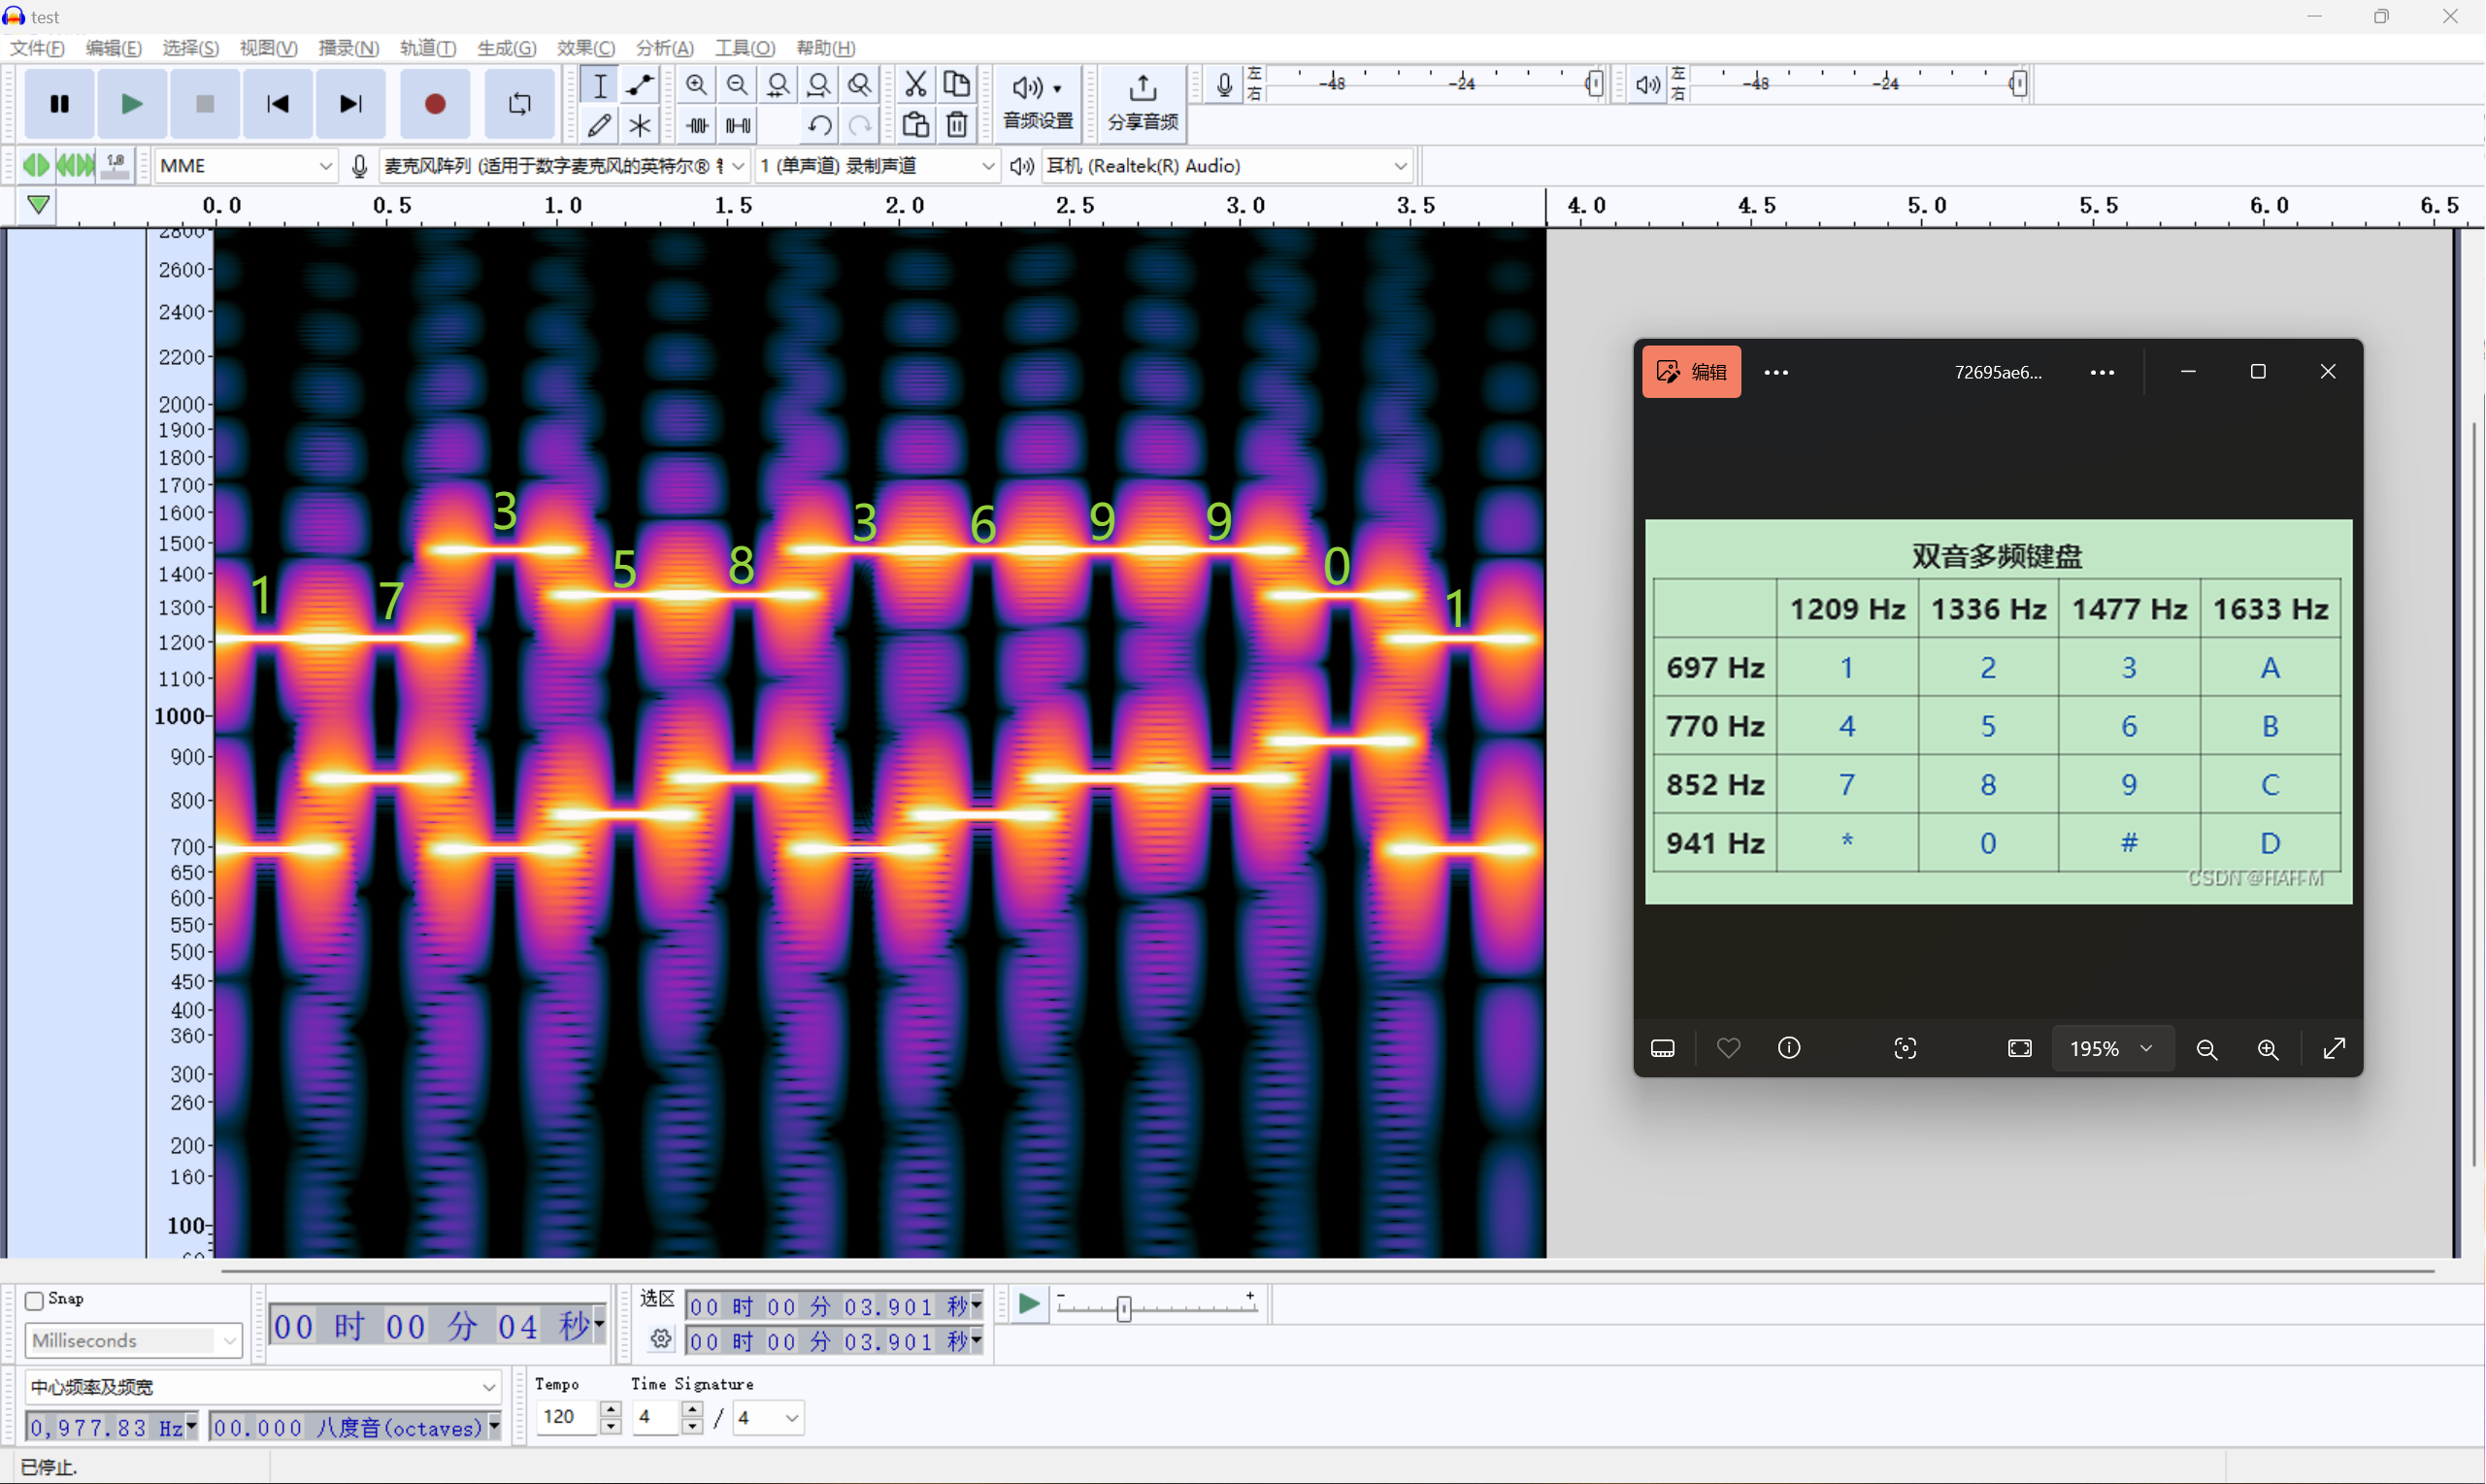 test
文件(F) 编辑(E) 选择(S) 视图(V) 播录(N) 轨道(T) 生成(G) 效果(C) 分析(A) 工具(O) 帮助(H)
音频设置
分享音频
左
右
-48 -24 0
左
右
-48 -24 0
1.0
MME
麦克风阵列 (适用于数字麦克风的英特尔®
1 (单声道) 录制声道
耳机 (Realtek(R) Audio)
0.0 0.5 1.0 1.5 2.0 2.5 3.0 3.5 4.0 4.5 5.0 5.5 6.0 6.5
2800
2600
2400
2200
2000
1900
1800
1700
1600
1500
1400
1300
1200
1100
1000
900
800
700
650
600
550
500
450
400
360
300
260
200
160
100
60
1 7 3 5 8 3 6 9 9 0 1
编辑
72695ae6...
双音多频键盘
1209 Hz 1336 Hz 1477 Hz 1633 Hz
697 Hz 1 2 3 A
770 Hz 4 5 6 B
852 Hz 7 8 9 C
941 Hz * 0 # D
CSDN @HAH-M
195%
Snap
Milliseconds
00 时 00 分 04 秒
选区
00 时 00 分 03.901 秒
00 时 00 分 03.901 秒
- +
中心频率及频宽
0,977.83 Hz 00.000 八度音(octaves)
Tempo
120
Time Signature
4 / 4
已停止.